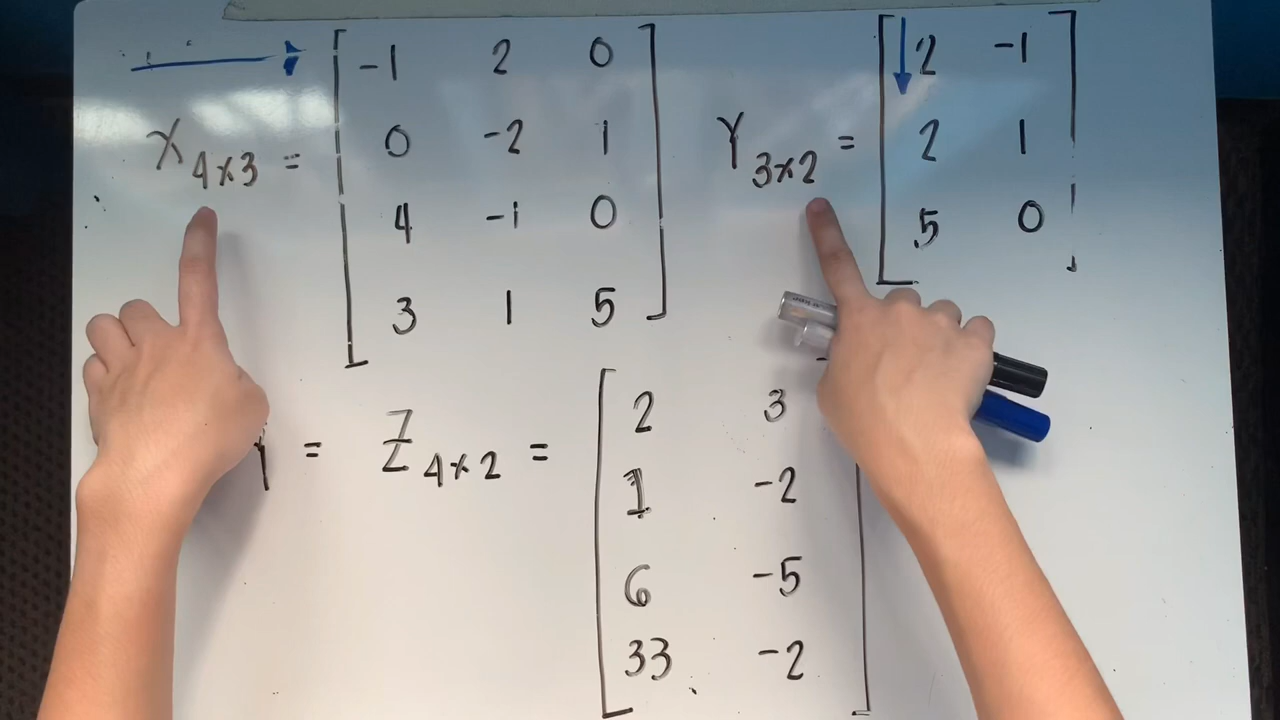 X4x3 = [ -1 2 0
0 -2 1
4 -1 0
3 1 5 ]
Y3x2 = [ 2 -1
2 1
5 0 ]
= Z4x2 = [ 2 3
1 -2
6 -5
33 -2 ]